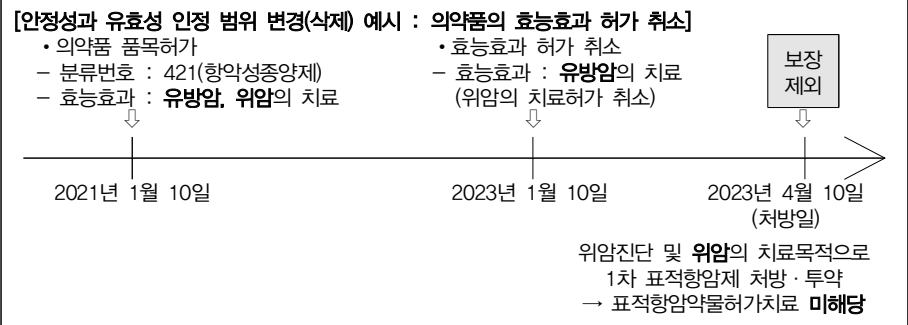 [안정성과 유효성 인정 범위 변경(삭제) 예시 : 의약품의 효능효과 허가 취소]
• 의약품 품목허가
– 분류번호 : 421(항악성종양제)
– 효능효과 : 유방암, 위암의 치료
• 효능효과 허가 취소
– 효능효과 : 유방암의 치료
(위암의 치료허가 취소)
보장
제외
2021년 1월 10일
2023년 1월 10일
2023년 4월 10일
(처방일)
위암진단 및 위암의 치료목적으로
1차 표적항암제 처방·투약
→ 표적항암약물허가치료 미해당